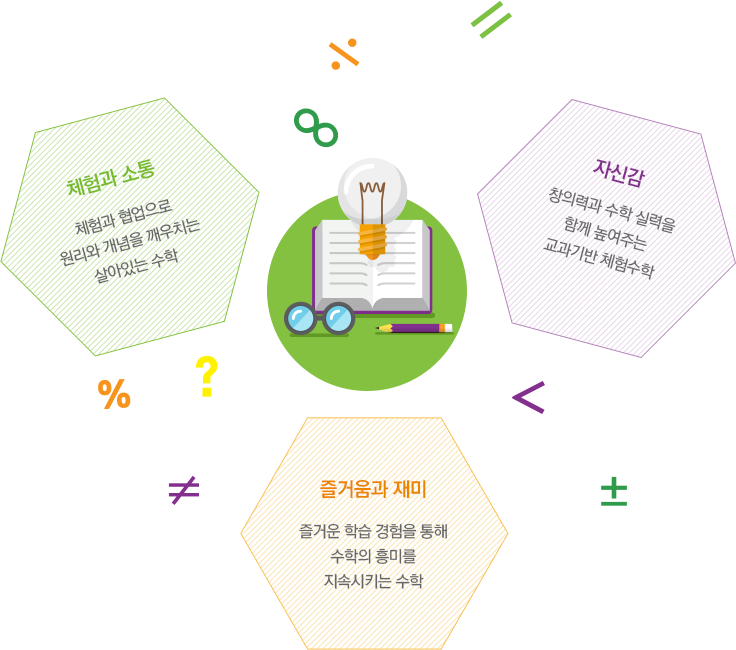 =
÷
∞
체험과 소통
체험과 협업으로
원리와 개념을 깨우치는
살아있는 수학
자신감
창의력과 수학 실력을
함께 높여주는
교과기반 체험수학
%
?
<
≠
±
즐거움과 재미
즐거운 학습 경험을 통해
수학의 흥미를
지속시키는 수학